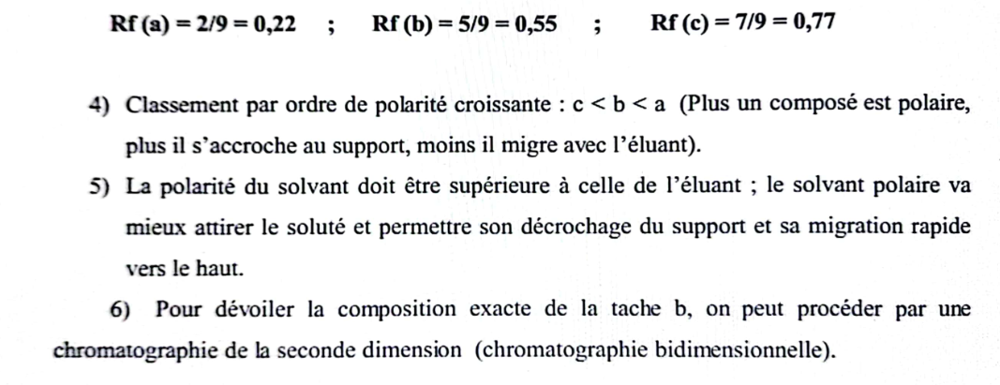 Rf (a) = 2/9 = 0,22 ; Rf (b) = 5/9 = 0,55 ; Rf (c) = 7/9 = 0,77
4) Classement par ordre de polarité croissante : c < b < a (Plus un composé est polaire,
plus il s'accroche au support, moins il migre avec l'éluant).
5) La polarité du solvant doit être supérieure à celle de l'éluant ; le solvant polaire va
mieux attirer le soluté et permettre son décrochage du support et sa migration rapide
vers le haut.
6) Pour dévoiler la composition exacte de la tache b, on peut procéder par une
chromatographie de la seconde dimension (chromatographie bidimensionnelle).